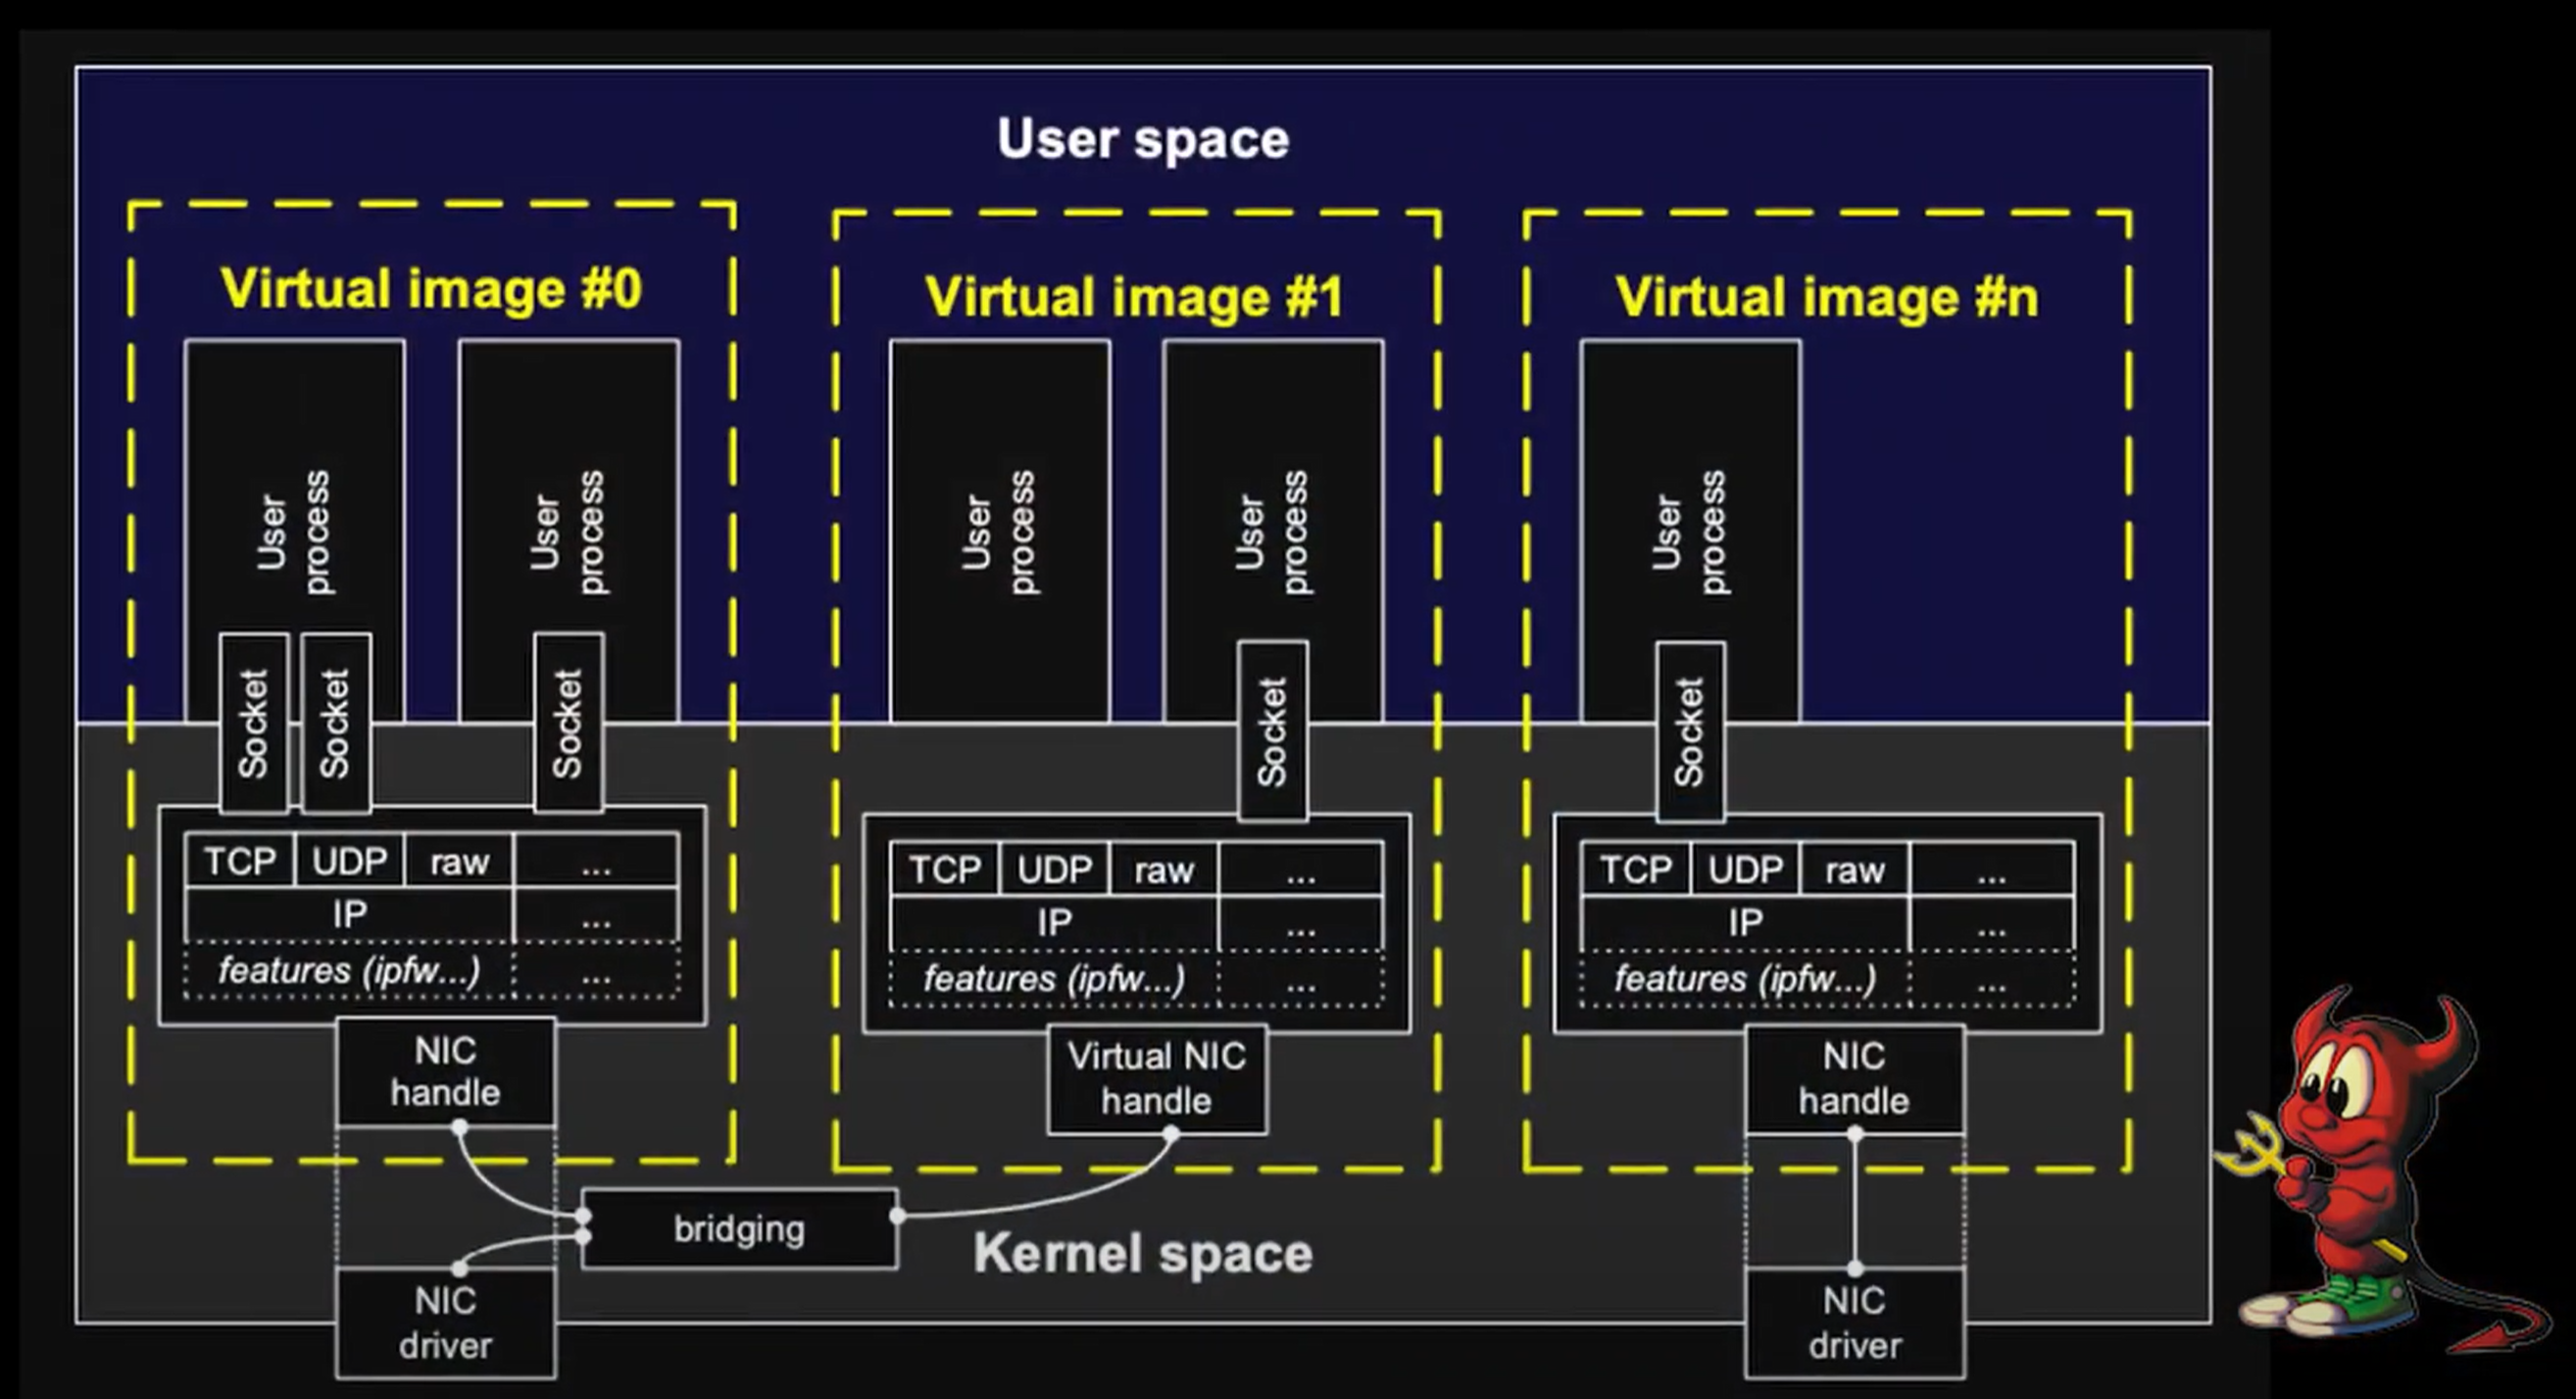 User space
Virtual image #0
Virtual image #1
Virtual image #n
User
process
User
process
User
process
User
process
User
process
Socket
Socket
Socket
Socket
Socket
TCP UDP raw ...
IP ...
features (ipfw...) ...
TCP UDP raw ...
IP ...
features (ipfw...) ...
TCP UDP raw ...
IP ...
features (ipfw...) ...
NIC
handle
Virtual NIC
handle
NIC
handle
bridging
Kernel space
NIC
driver
NIC
driver